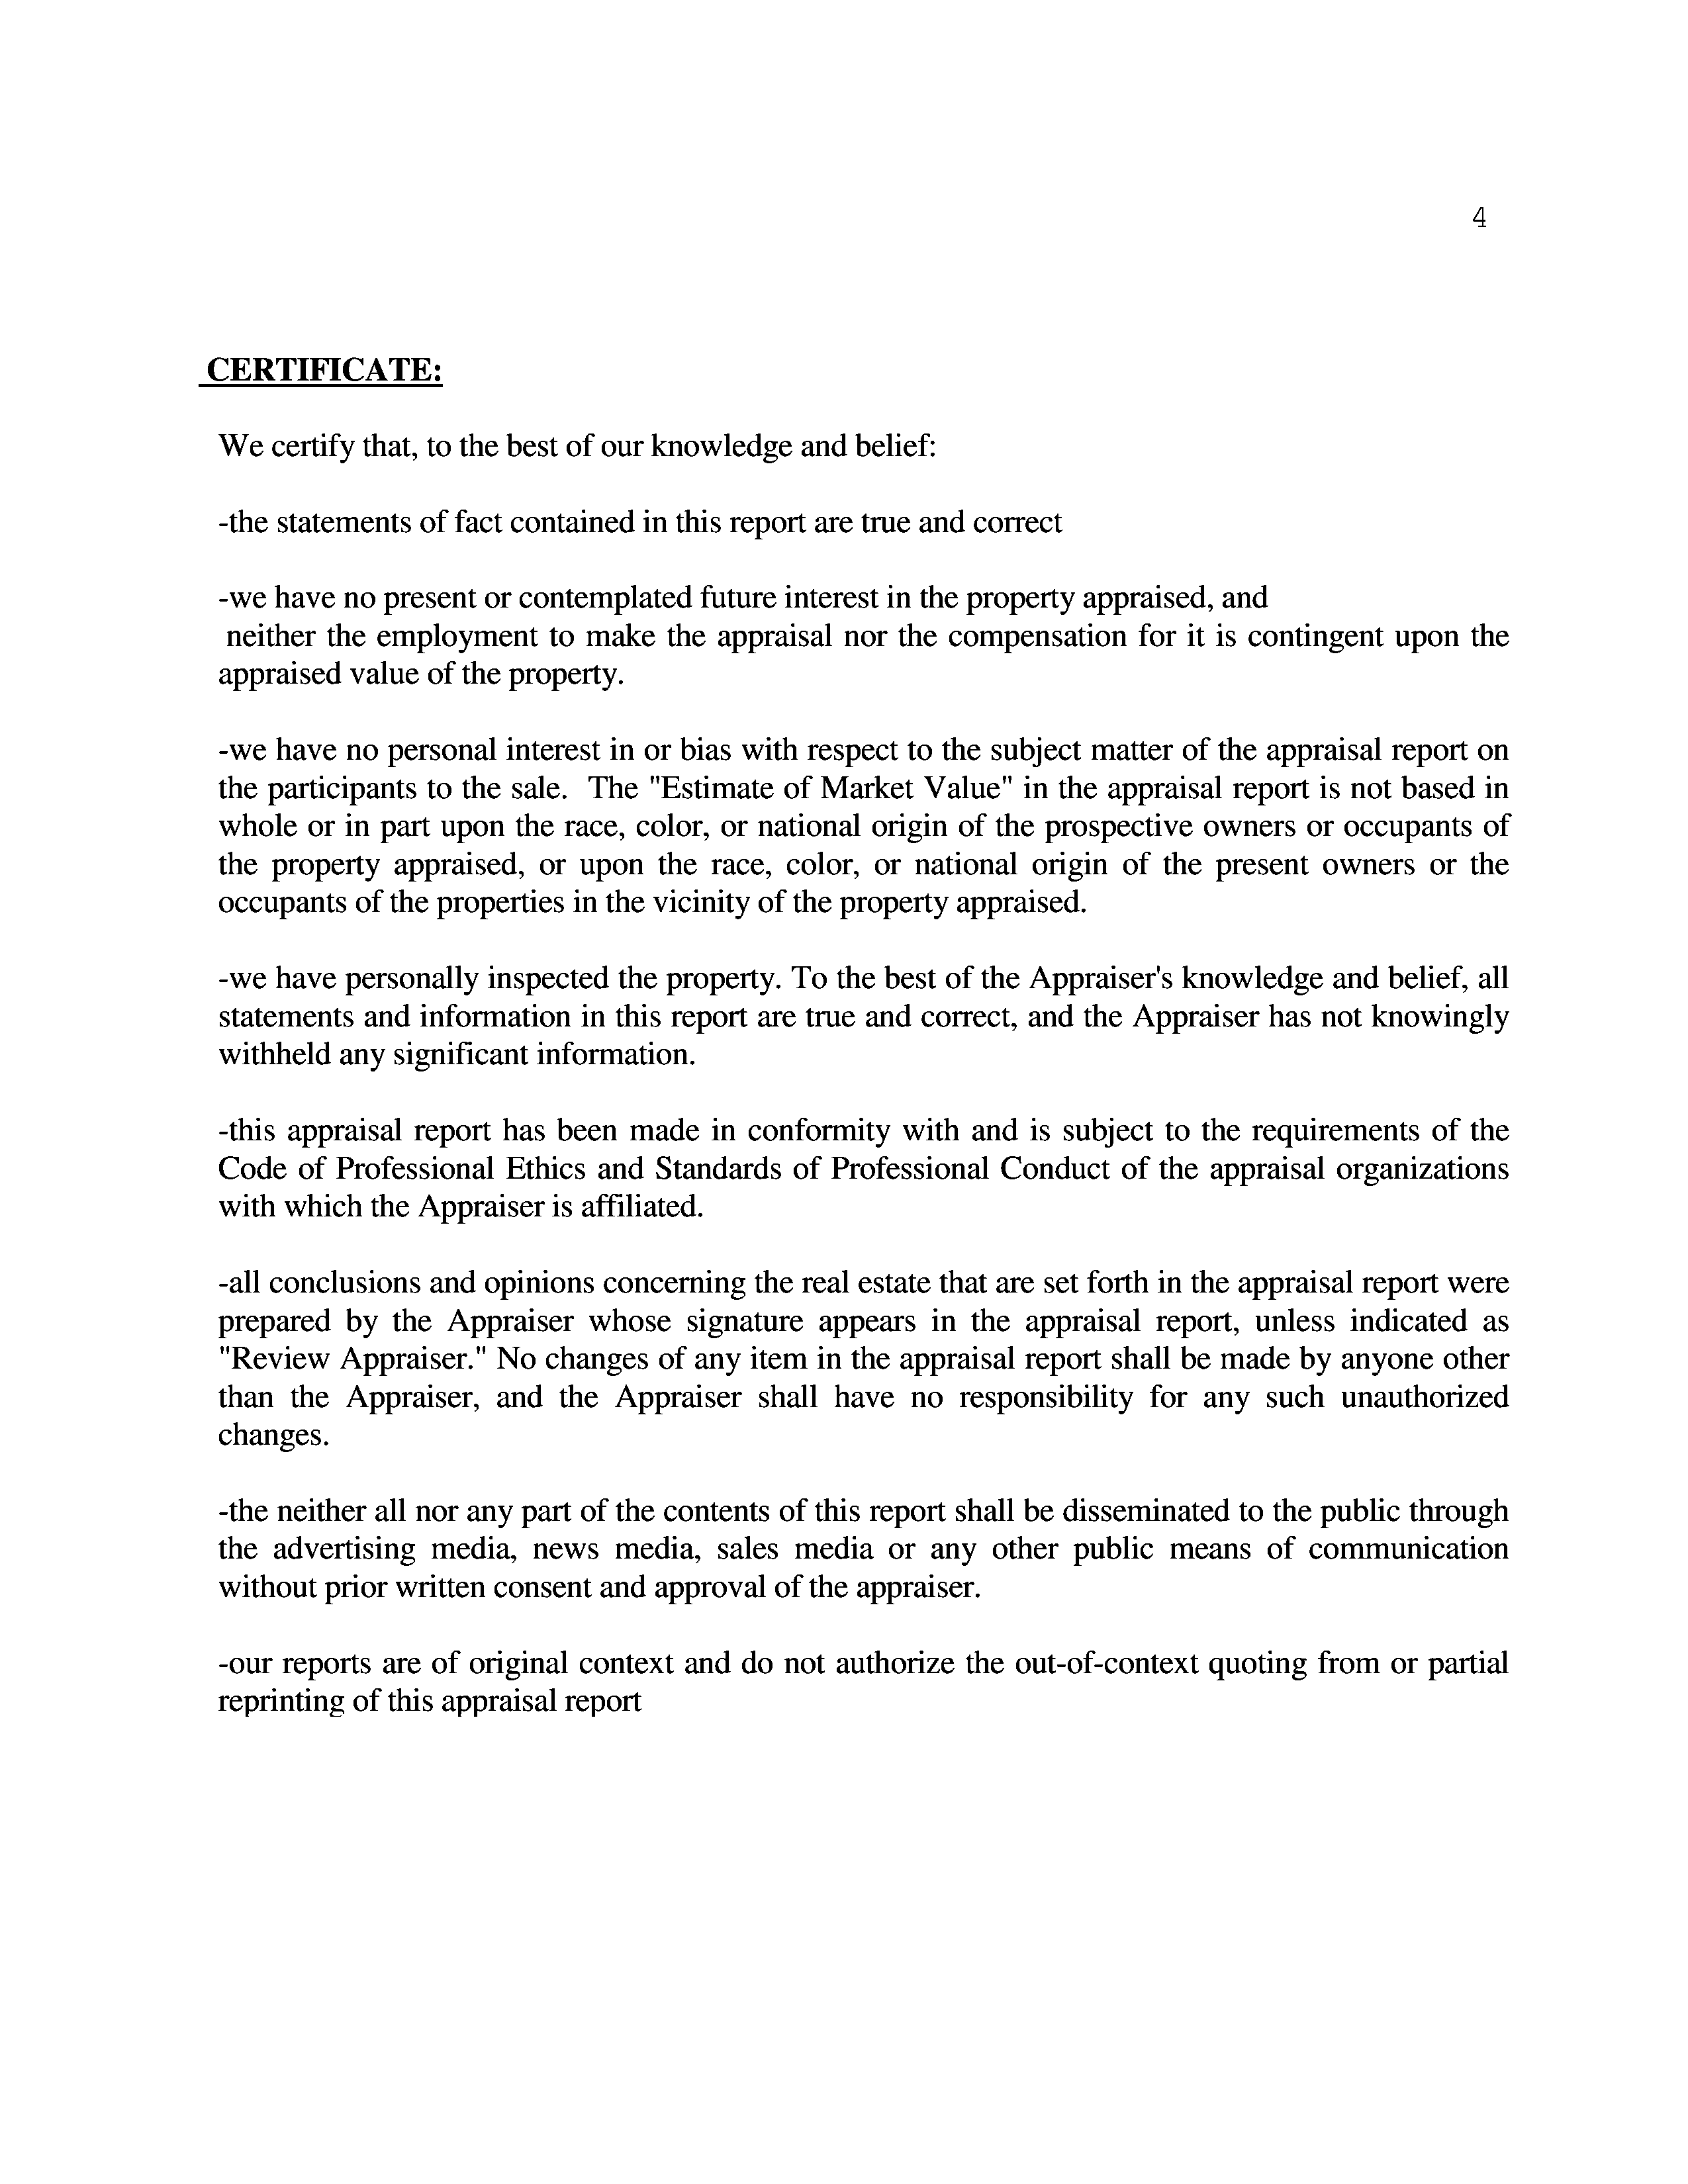 4
CERTIFICATE:
We certify that, to the best of our knowledge and belief:
-the statements of fact contained in this report are true and correct
-we have no present or contemplated future interest in the property appraised, and
neither the employment to make the appraisal nor the compensation for it is contingent upon the
appraised value of the property.
-we have no personal interest in or bias with respect to the subject matter of the appraisal report on
the participants to the sale.  The "Estimate of Market Value" in the appraisal report is not based in
whole or in part upon the race, color, or national origin of the prospective owners or occupants of
the property appraised, or upon the race, color, or national origin of the present owners or the
occupants of the properties in the vicinity of the property appraised.
-we have personally inspected the property. To the best of the Appraiser's knowledge and belief, all
statements and information in this report are true and correct, and the Appraiser has not knowingly
withheld any significant information.
-this appraisal report has been made in conformity with and is subject to the requirements of the
Code of Professional Ethics and Standards of Professional Conduct of the appraisal organizations
with which the Appraiser is affiliated.
-all conclusions and opinions concerning the real estate that are set forth in the appraisal report were
prepared by the Appraiser whose signature appears in the appraisal report, unless indicated as
"Review Appraiser." No changes of any item in the appraisal report shall be made by anyone other
than the Appraiser, and the Appraiser shall have no responsibility for any such unauthorized
changes.
-the neither all nor any part of the contents of this report shall be disseminated to the public through
the advertising media, news media, sales media or any other public means of communication
without prior written consent and approval of the appraiser.
-our reports are of original context and do not authorize the out-of-context quoting from or partial
reprinting of this appraisal report